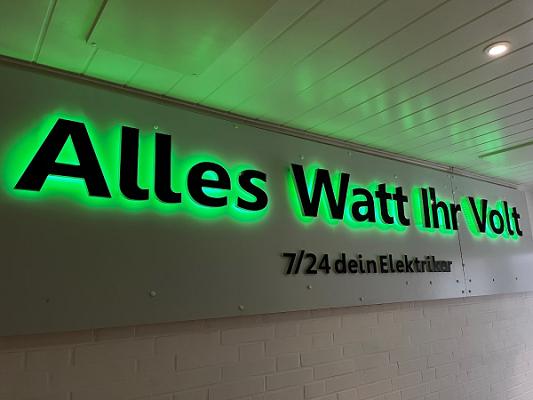 Alles Watt Ihr Volt
7/24 dein Elektriker